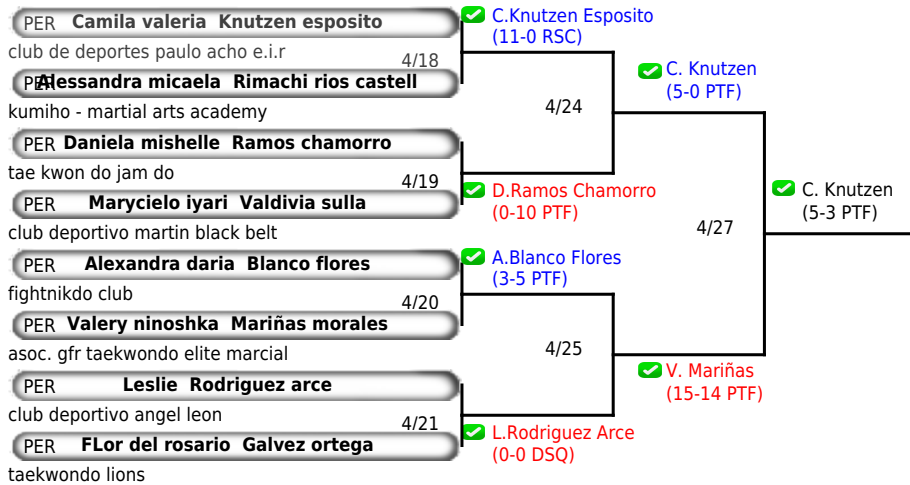 PER Camila valeria Knutzen esposito
club de deportes paulo acho e.i.r
4/18
PER Alessandra micaela Rimachi rios castell
kumiho - martial arts academy
C.Knutzen Esposito
(11-0 RSC)
4/24
C. Knutzen
(5-0 PTF)
PER Daniela mishelle Ramos chamorro
tae kwon do jam do
4/19
PER Marycielo iyari Valdivia sulla
club deportivo martin black belt
D.Ramos Chamorro
(0-10 PTF)
4/27
C. Knutzen
(5-3 PTF)
PER Alexandra daria Blanco flores
fightnikdo club
4/20
PER Valery ninoshka Mariñas morales
asoc. gfr taekwondo elite marcial
A.Blanco Flores
(3-5 PTF)
4/25
V. Mariñas
(15-14 PTF)
PER Leslie Rodriguez arce
club deportivo angel leon
4/21
PER FLor del rosario Galvez ortega
taekwondo lions
L.Rodriguez Arce
(0-0 DSQ)